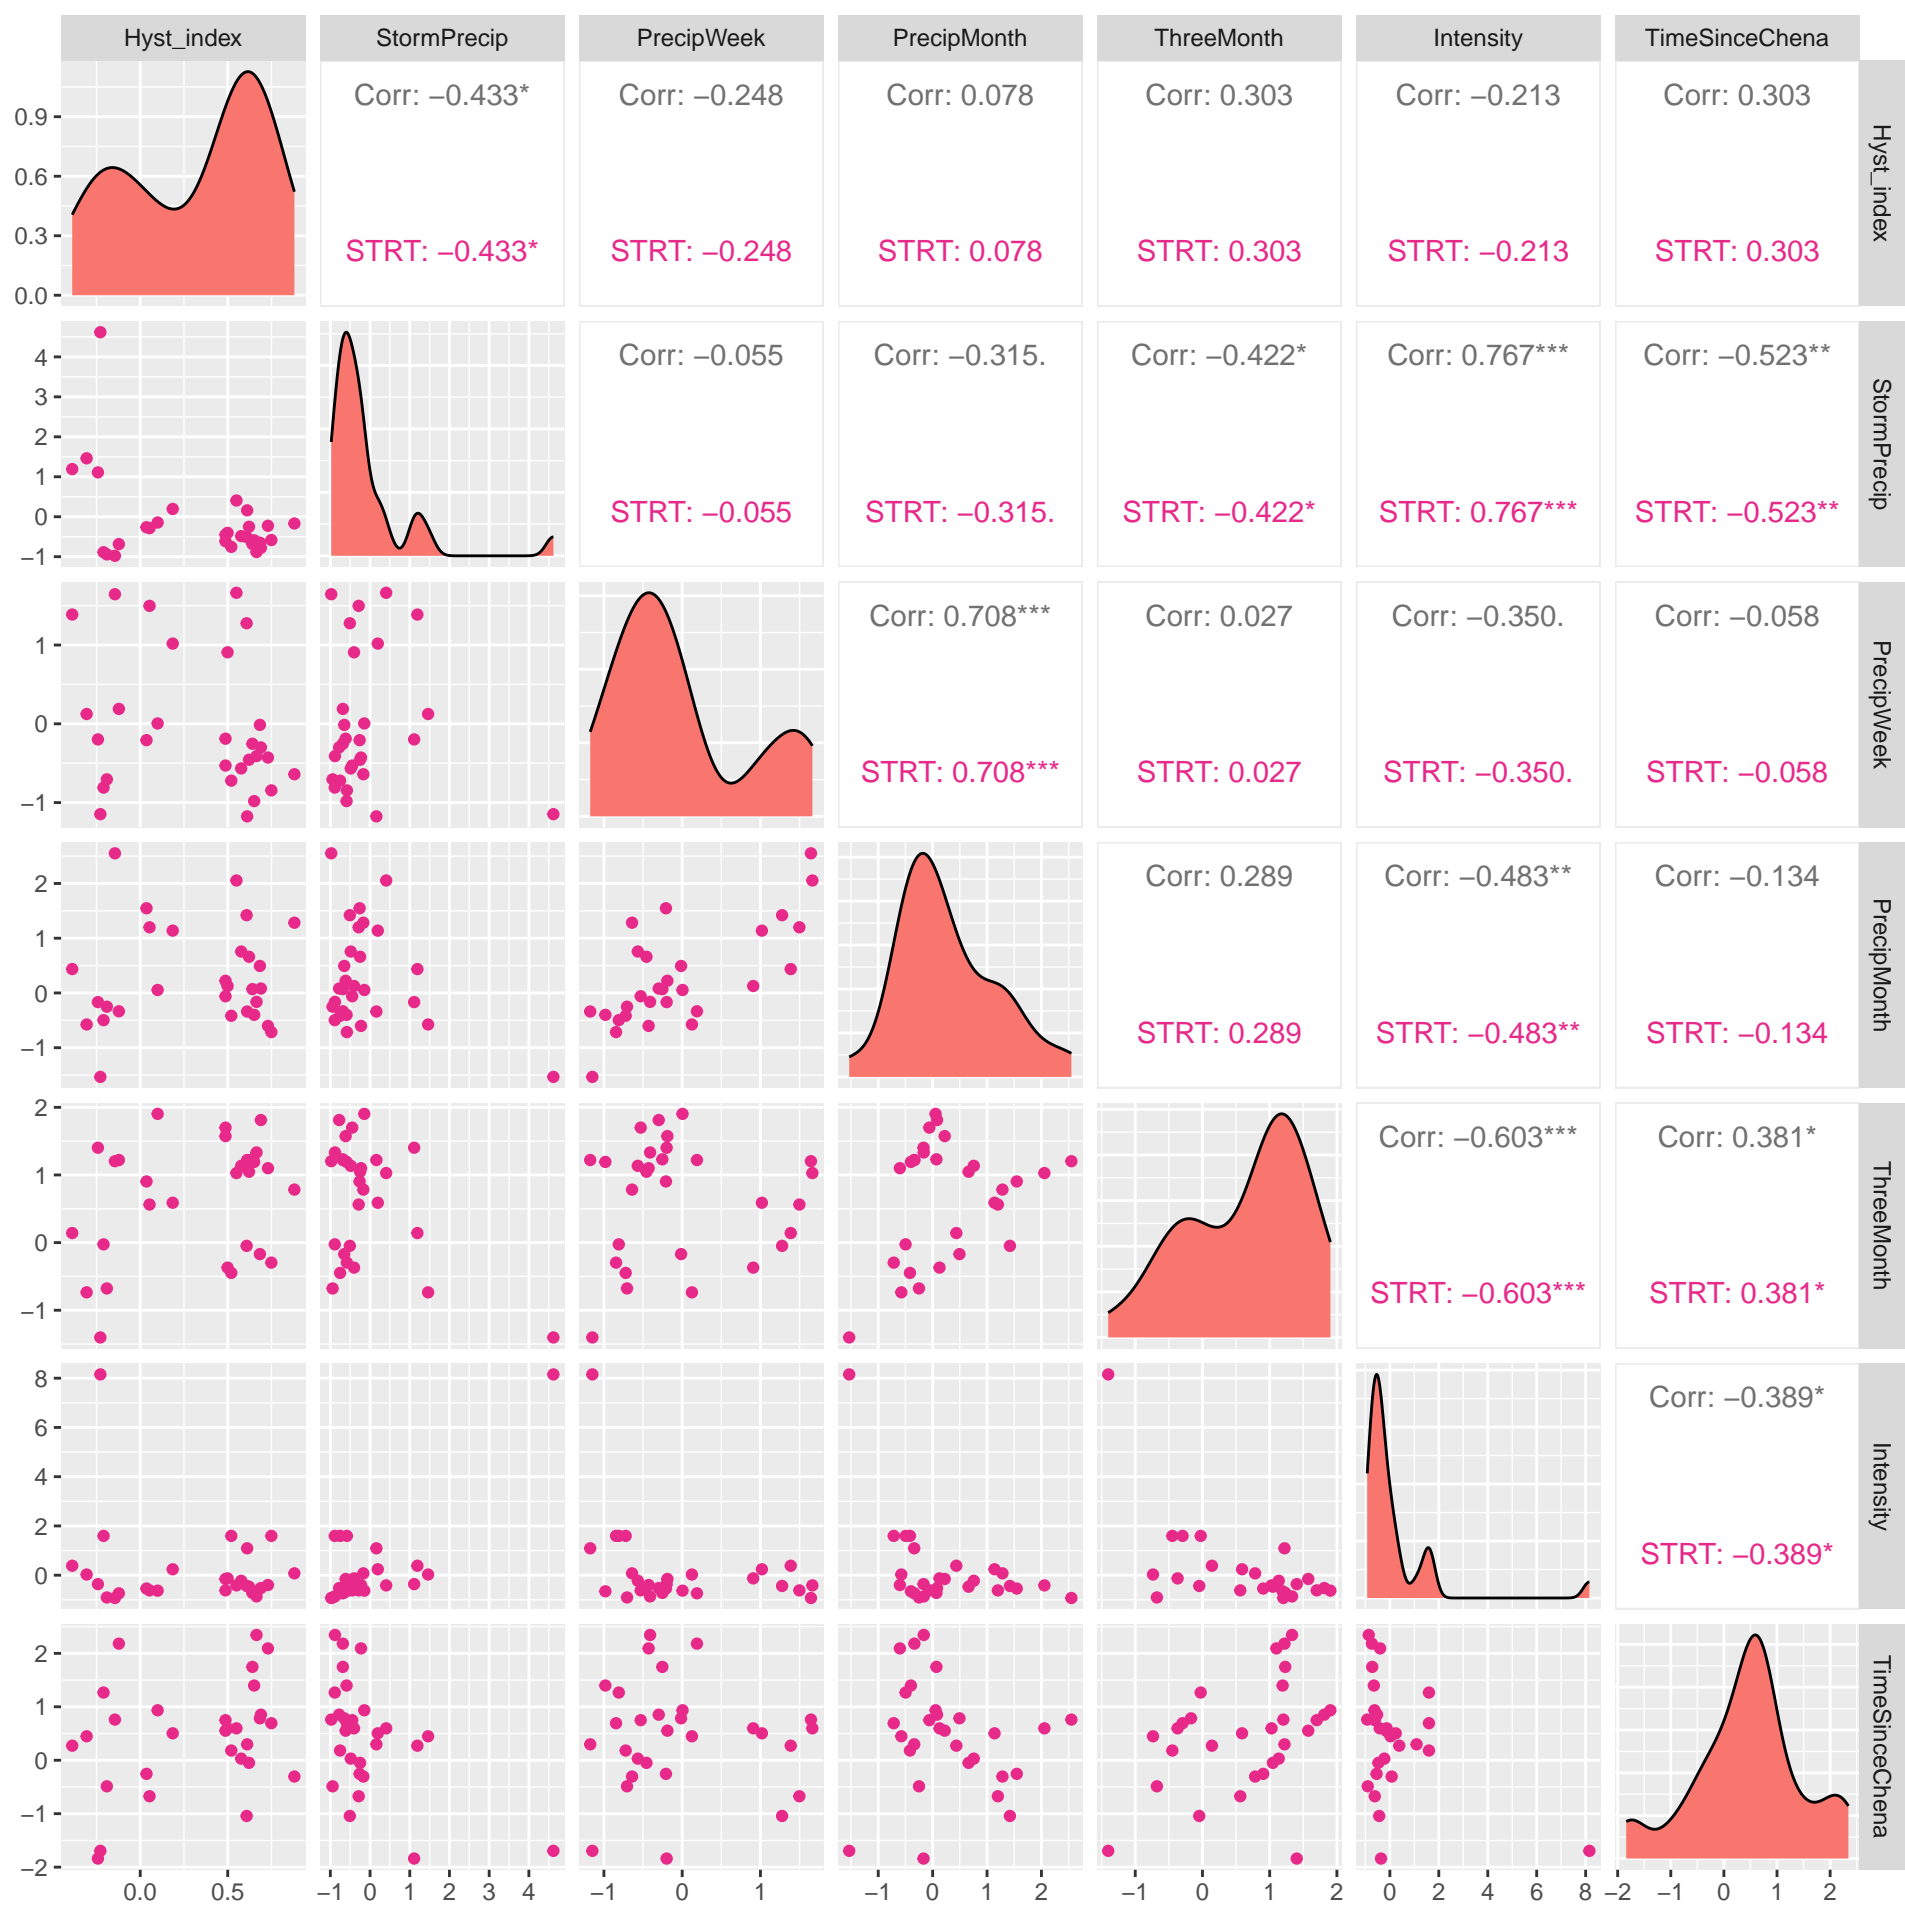 Hyst_index StormPrecip PrecipWeek PrecipMonth ThreeMonth Intensity TimeSinceChena
Corr: −0.433* Corr: −0.248 Corr: 0.078 Corr: 0.303 Corr: −0.213 Corr: 0.303
0.9
0.6
0.3
0.0
STRT: −0.433* STRT: −0.248 STRT: 0.078 STRT: 0.303 STRT: −0.213 STRT: 0.303
Hyst_index
Corr: −0.055 Corr: −0.315. Corr: −0.422* Corr: 0.767*** Corr: −0.523**
4
3
2
1
0
−1
STRT: −0.055 STRT: −0.315. STRT: −0.422* STRT: 0.767*** STRT: −0.523**
StormPrecip
Corr: 0.708*** Corr: 0.027 Corr: −0.350. Corr: −0.058
1
0
−1
STRT: 0.708*** STRT: 0.027 STRT: −0.350. STRT: −0.058
PrecipWeek
Corr: 0.289 Corr: −0.483** Corr: −0.134
2
1
0
−1
STRT: 0.289 STRT: −0.483** STRT: −0.134
PrecipMonth
Corr: −0.603*** Corr: 0.381*
2
1
0
−1
STRT: −0.603*** STRT: 0.381*
ThreeMonth
Corr: −0.389*
8
6
4
2
0
STRT: −0.389*
Intensity
2
1
0
−1
−2
TimeSinceChena
0.0 0.5 −1 0 1 2 3 4 −1 0 1 −1 0 1 2 −1 0 1 2 0 2 4 6 8 −2 −1 0 1 2